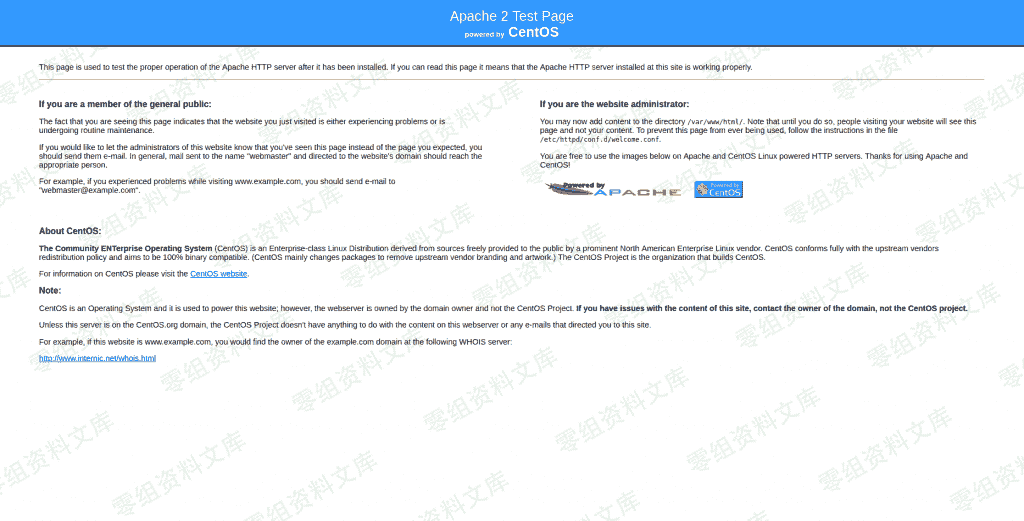 Apache 2 Test Page
powered by CentOS
This page is used to test the proper operation of the Apache HTTP server after it has been installed. If you can read this page it means that the Apache HTTP server installed at this site is working properly.
If you are a member of the general public:
The fact that you are seeing this page indicates that the website you just visited is either experiencing problems or is
undergoing routine maintenance.
If you would like to let the administrators of this website know that you've seen this page instead of the page you expected, you
should send them e-mail. In general, mail sent to the name "webmaster" and directed to the website's domain should reach the
appropriate person.
For example, if you experienced problems while visiting www.example.com, you should send e-mail to
"webmaster@example.com".
If you are the website administrator:
You may now add content to the directory /var/www/html/. Note that until you do so, people visiting your website will see this
page and not your content. To prevent this page from ever being used, follow the instructions in the file
/etc/httpd/conf.d/welcome.conf.
You are free to use the images below on Apache and CentOS Linux powered HTTP servers. Thanks for using Apache and
CentOS!
Powered by
APACHE
Powered by
CentOS
About CentOS:
The Community ENTerprise Operating System (CentOS) is an Enterprise-class Linux Distribution derived from sources freely provided to the public by a prominent North American Enterprise Linux vendor. CentOS conforms fully with the upstream vendors
redistribution policy and aims to be 100% binary compatible. (CentOS mainly changes packages to remove upstream vendor branding and artwork.) The CentOS Project is the organization that builds CentOS.
For information on CentOS please visit the CentOS website.
Note:
CentOS is an Operating System and it is used to power this website; however, the webserver is owned by the domain owner and not the CentOS Project. If you have issues with the content of this site, contact the owner of the domain, not the CentOS project.
Unless this server is on the CentOS.org domain, the CentOS Project doesn't have anything to do with the content on this webserver or any e-mails that directed you to this site.
For example, if this website is www.example.com, you would find the owner of the example.com domain at the following WHOIS server:
http://www.internic.net/whois.html
零组资料文库